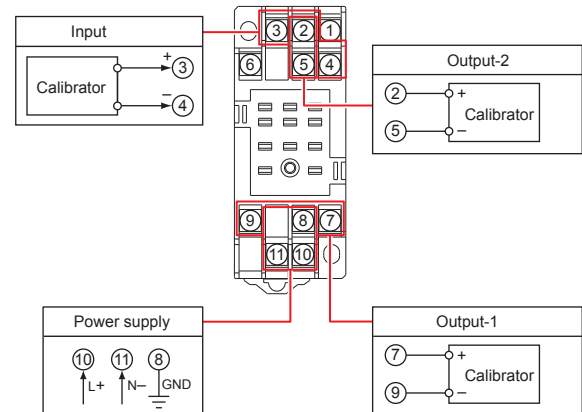 Input
+
Calibrator
3
−
4
3 2 1
6 5 4
9 8 7
11 10
Output-2
2 +
Calibrator
5 −
Power supply
10 11 8
L+ N− GND
Output-1
7 +
Calibrator
9 −